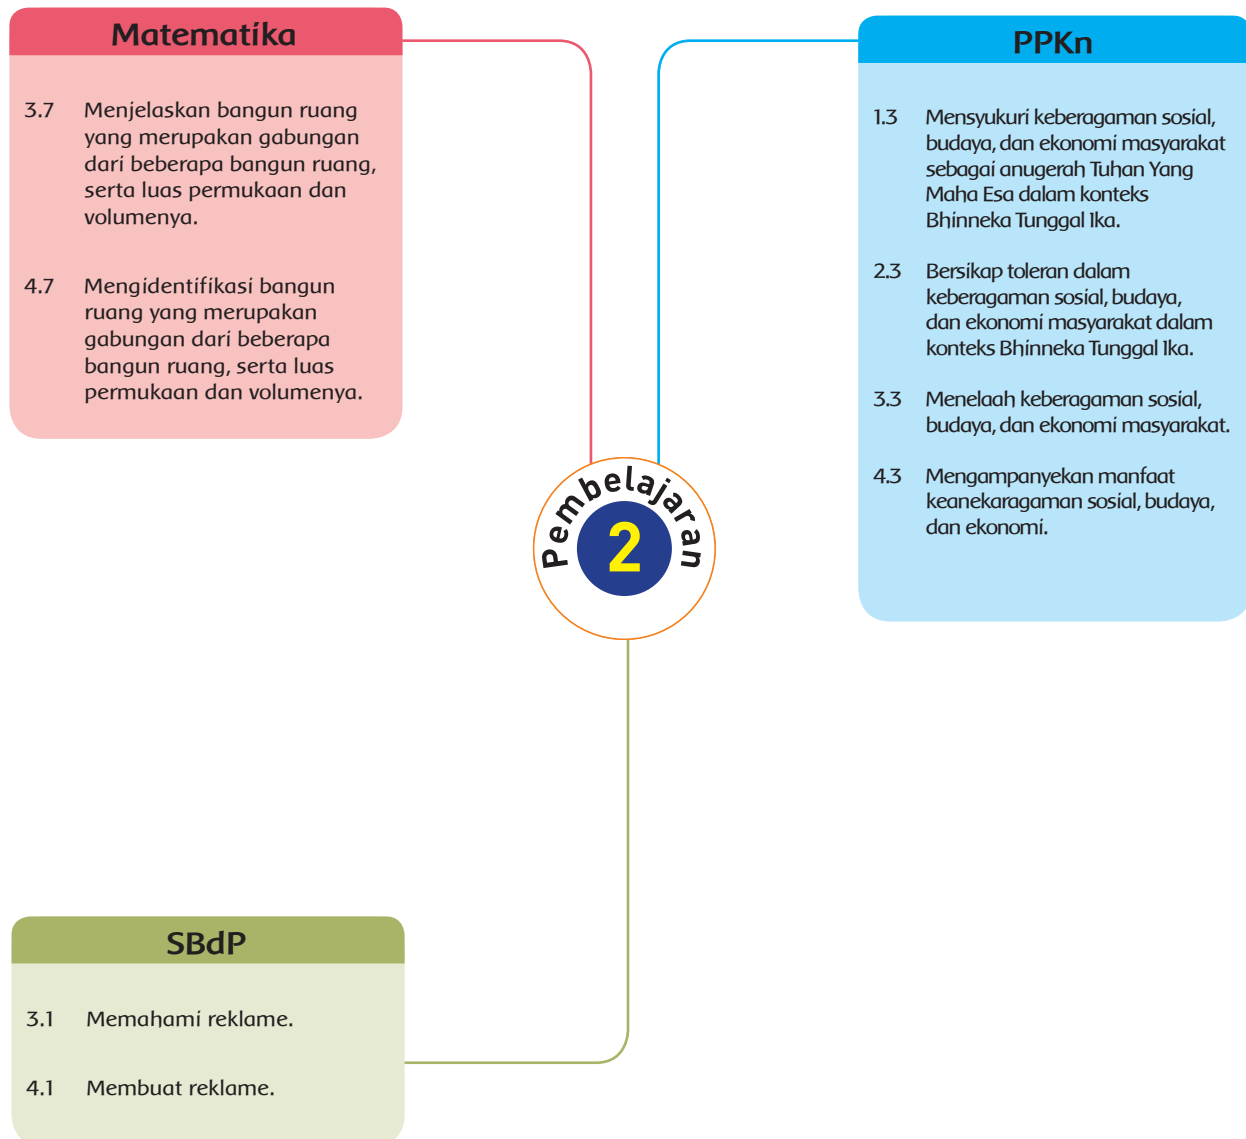 Matematika
3.7 Menjelaskan bangun ruang
yang merupakan gabungan
dari beberapa bangun ruang,
serta luas permukaan dan
volumenya.
4.7 Mengidentifikasi bangun
ruang yang merupakan
gabungan dari beberapa
bangun ruang, serta luas
permukaan dan volumenya.
PPKn
1.3 Mensyukuri keberagaman sosial,
budaya, dan ekonomi masyarakat
sebagai anugerah Tuhan Yang
Maha Esa dalam konteks
Bhinneka Tunggal Ika.
2.3 Bersikap toleran dalam
keberagaman sosial, budaya,
dan ekonomi masyarakat dalam
konteks Bhinneka Tunggal Ika.
3.3 Menelaah keberagaman sosial,
budaya, dan ekonomi masyarakat.
4.3 Mengampanyekan manfaat
keanekaragaman sosial, budaya,
dan ekonomi.
Pembelajaran
2
SBdP
3.1 Memahami reklame.
4.1 Membuat reklame.